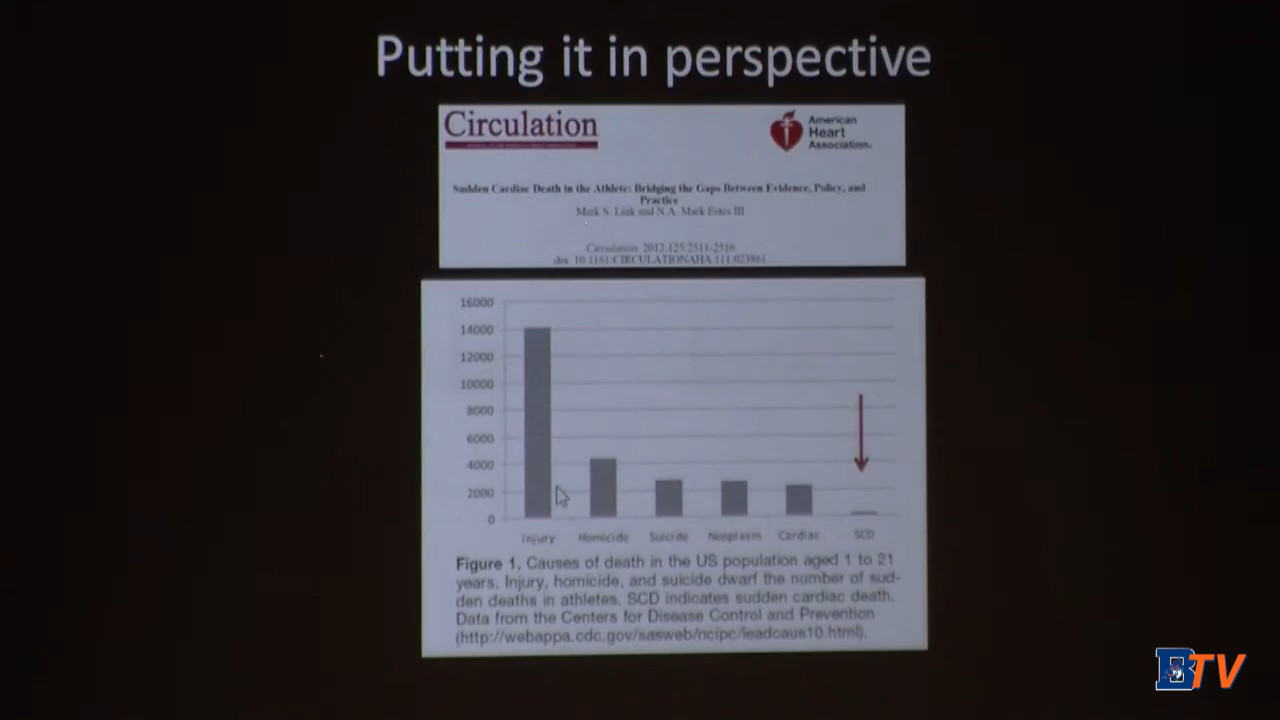 Putting it in perspective
Circulation
American
Heart
Association.
Sudden Cardiac Death in the Athlete: Bridging the Gaps Between Evidence, Policy, and
Practice
Mark S. Link and N.A. Mark Estes III
Circulation. 2012;125:2511-2516
doi: 10.1161/CIRCULATIONAHA.111.023861
16000
14000
12000
10000
8000
6000
4000
2000
0
Injury Homicide Suicide Neoplasm Cardiac SCD
Figure 1. Causes of death in the US population aged 1 to 21
years. Injury, homicide, and suicide dwarf the number of sud-
den deaths in athletes. SCD indicates sudden cardiac death.
Data from the Centers for Disease Control and Prevention
(http://webappa.cdc.gov/sasweb/ncipc/leadcaus10.html).
BTV